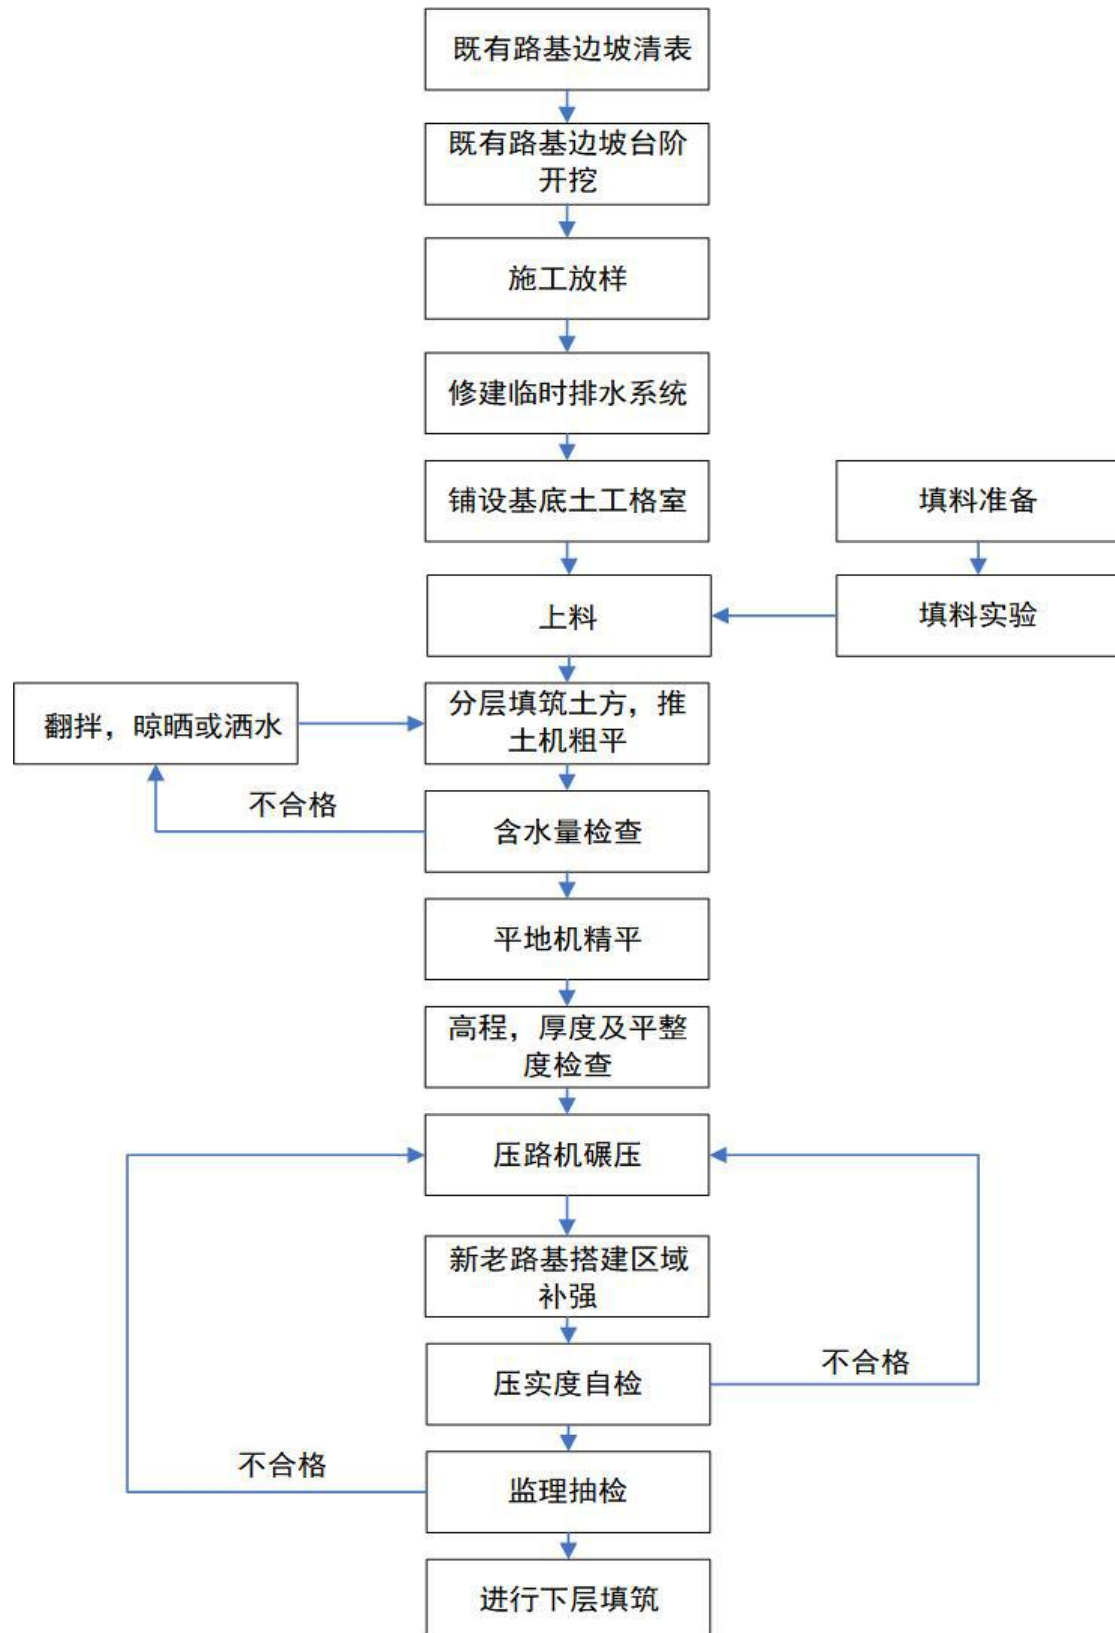 既有路基边坡清表
既有路基边坡台阶
开挖
施工放样
修建临时排水系统
铺设基底土工格室
填料准备
上料
填料实验
翻拌，晾晒或洒水
分层填筑土方，推
土机粗平
不合格
含水量检查
平地机精平
高程，厚度及平整
度检查
压路机碾压
新老路基搭建区域
补强
压实度自检
不合格
不合格
监理抽检
进行下层填筑